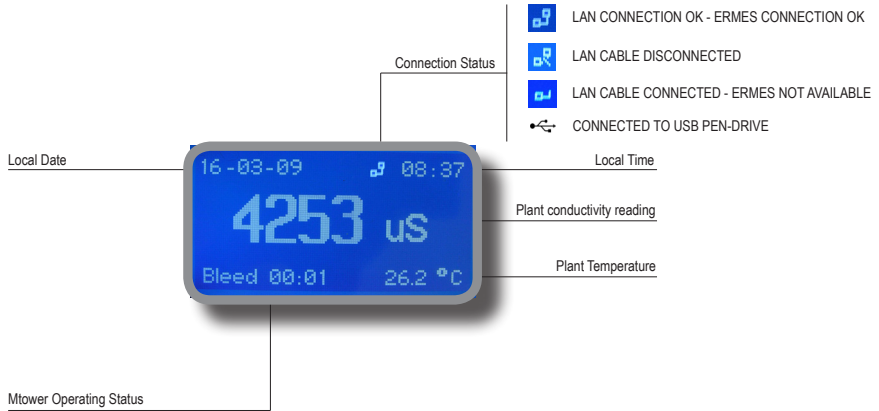 LAN CONNECTION OK - ERMES CONNECTION OK
Connection Status
LAN CABLE DISCONNECTED
LAN CABLE CONNECTED - ERMES NOT AVAILABLE
CONNECTED TO USB PEN-DRIVE
Local Date
Local Time
16-03-09 08:37
4253 uS
Plant conductivity reading
Bleed 00:01 26.2 °C
Plant Temperature
Mtower Operating Status